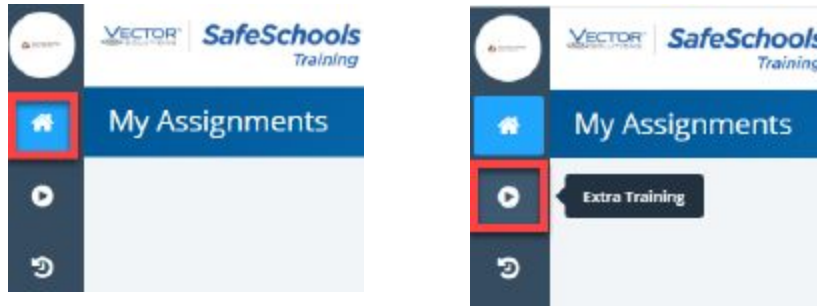 VECTOR SafeSchools
Training
My Assignments
VECTOR SafeSchools
Training
My Assignments
Extra Training